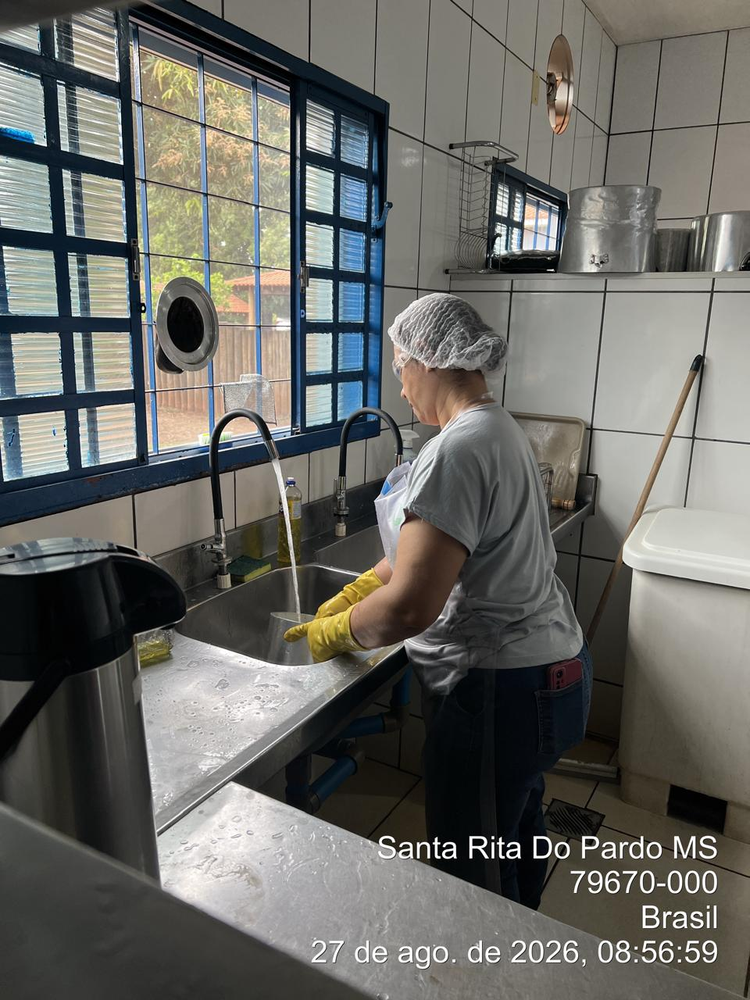 Santa Rita Do Pardo MS
79670-000
Brasil
27 de ago. de 2026, 08:56:59